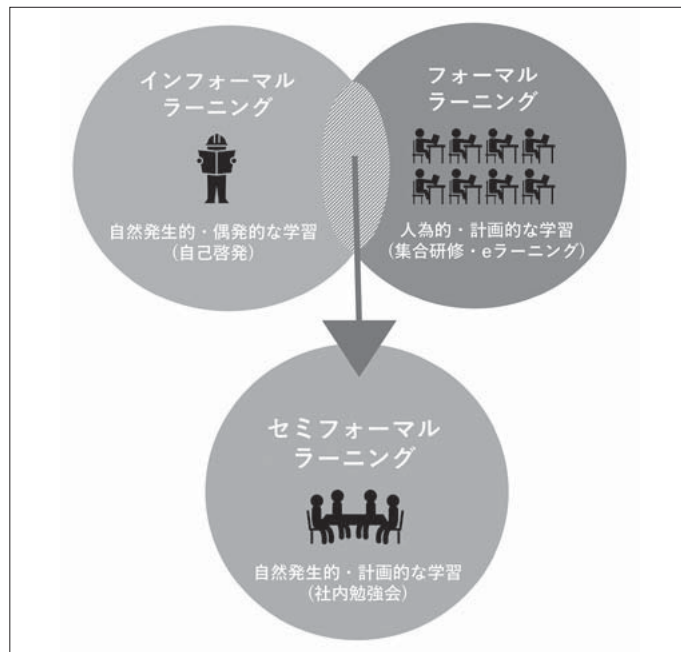 インフォーマル
ラーニング
自然発生的・偶発的な学習
(自己啓発)
フォーマル
ラーニング
人為的・計画的な学習
(集合研修・eラーニング)
セミフォーマル
ラーニング
自然発生的・計画的な学習
(社内勉強会)